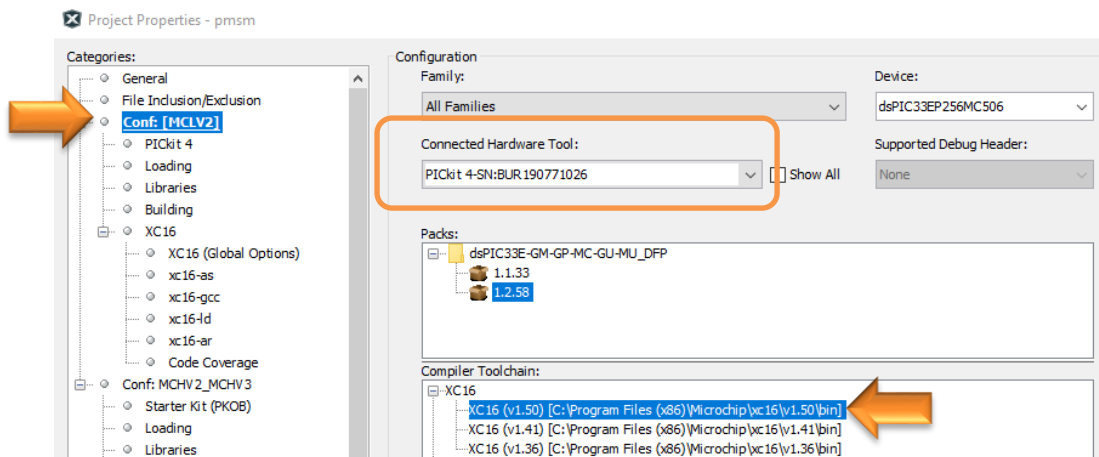 Project Properties - pmsm
Categories:
General
File Inclusion/Exclusion
Conf: [MCLV2]
PICkit 4
Loading
Libraries
Building
XC16
XC16 (Global Options)
xc16-as
xc16-gcc
xc16-ld
xc16-ar
Code Coverage
Conf: MCHV2_MCHV3
Starter Kit (PKOB)
Loading
Libraries
Configuration
Family:
All Families
Device:
dsPIC33EP256MC506
Connected Hardware Tool:
PICkit 4-SN:BUR190771026
Show All
Supported Debug Header:
None
Packs:
dsPIC33E-GM-GP-MC-GU-MU_DFP
1.1.33
1.2.58
Compiler Toolchain:
XC16
XC16 (v1.50) [C:\Program Files (x86)\Microchip\xc16\v1.50\bin]
XC16 (v1.41) [C:\Program Files (x86)\Microchip\xc16\v1.41\bin]
XC16 (v1.36) [C:\Program Files (x86)\Microchip\xc16\v1.36\bin]